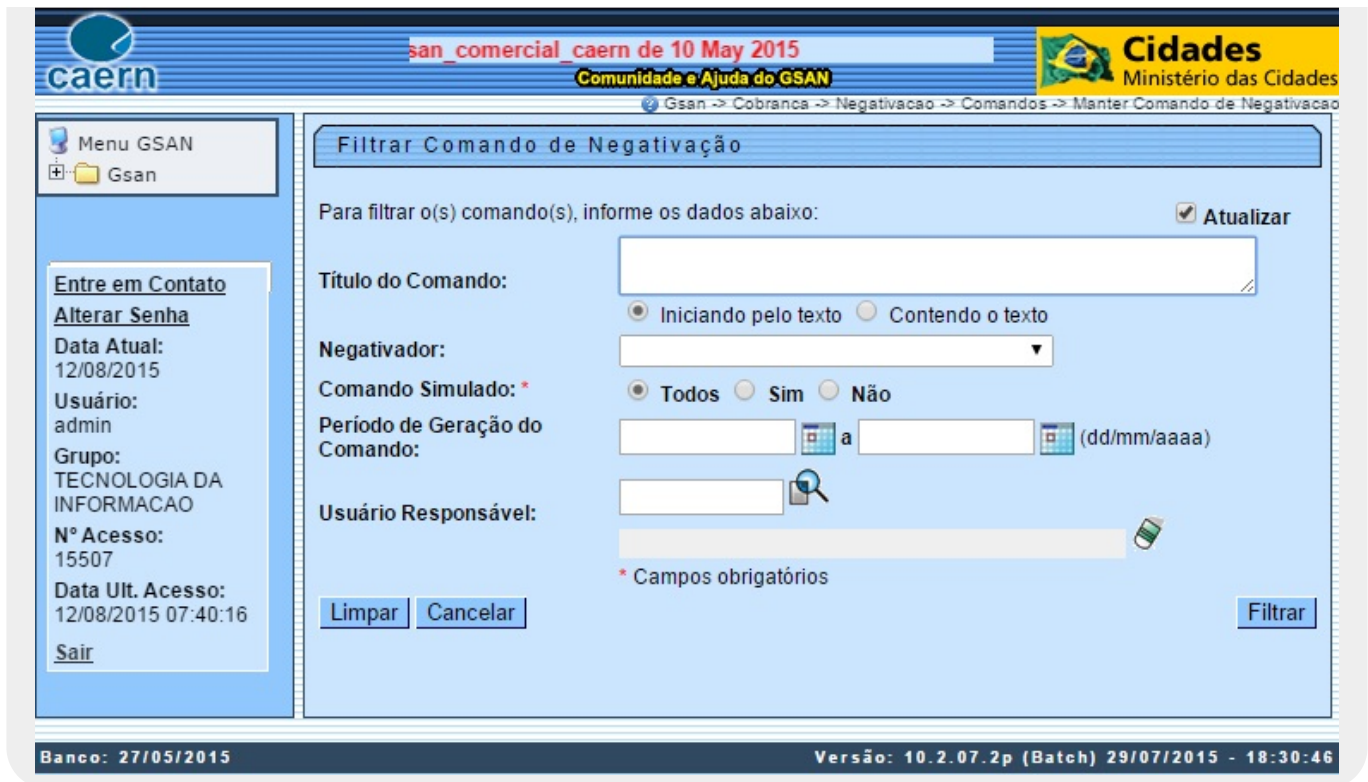 san_comercial_caern de 10 May 2015
Comunidade e Ajuda do GSAN
caern
Cidades
Ministério das Cidades
Gsan -> Cobranca -> Negativacao -> Comandos -> Manter Comando de Negativacao
Menu GSAN
Gsan
Entre em Contato
Alterar Senha
Data Atual:
12/08/2015
Usuário:
admin
Grupo:
TECNOLOGIA DA
INFORMACAO
Nº Acesso:
15507
Data Ult. Acesso:
12/08/2015 07:40:16
Sair
Filtrar Comando de Negativação
Para filtrar o(s) comando(s), informe os dados abaixo:
Atualizar
Título do Comando:
Iniciando pelo texto Contendo o texto
Negativador:
Comando Simulado: * Todos Sim Não
Período de Geração do
Comando:
a (dd/mm/aaaa)
Usuário Responsável:
* Campos obrigatórios
Limpar Cancelar Filtrar
Banco: 27/05/2015 Versão: 10.2.07.2p (Batch) 29/07/2015 - 18:30:46